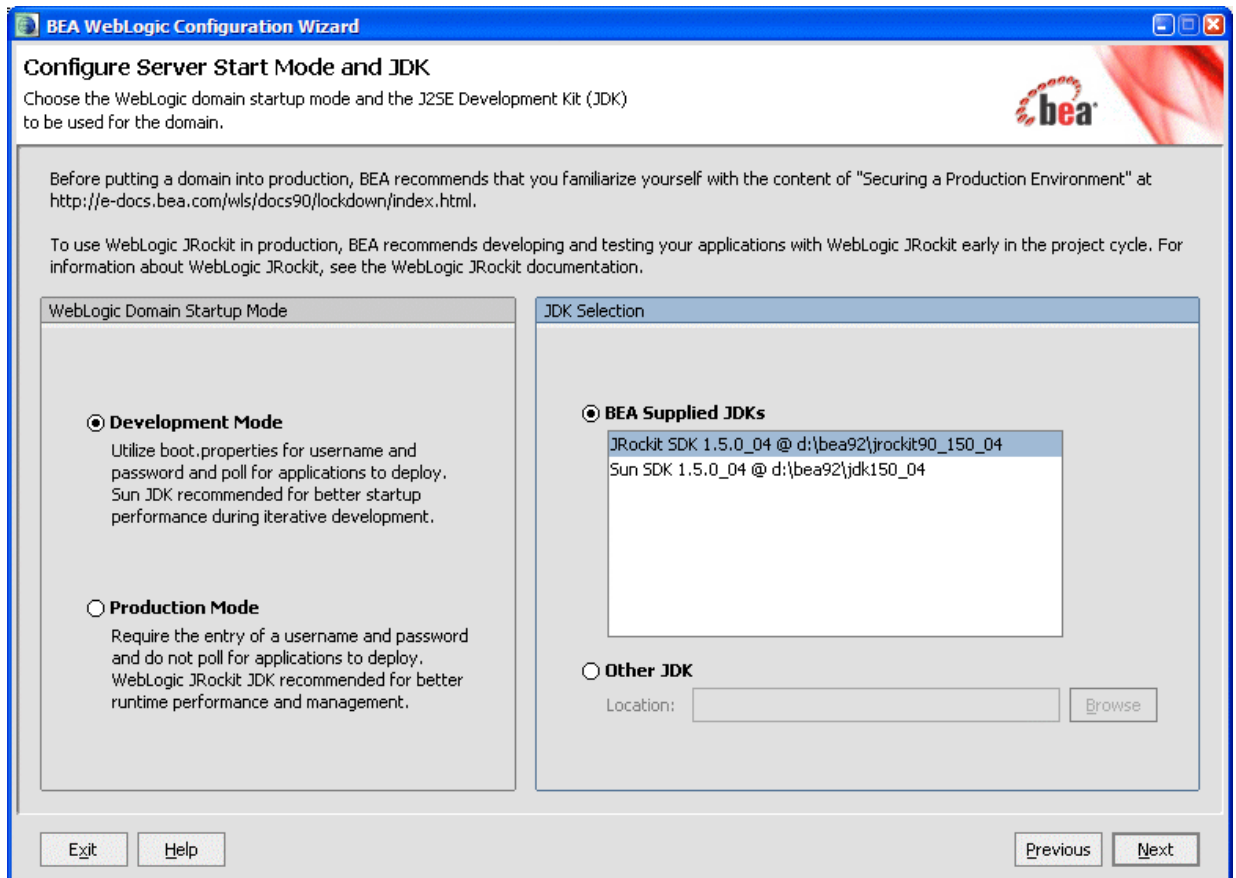 BEA WebLogic Configuration Wizard
Configure Server Start Mode and JDK
Choose the WebLogic domain startup mode and the J2SE Development Kit (JDK)
to be used for the domain.
bea
Before putting a domain into production, BEA recommends that you familiarize yourself with the content of "Securing a Production Environment" at
http://e-docs.bea.com/wls/docs90/lockdown/index.html.
To use WebLogic JRockit in production, BEA recommends developing and testing your applications with WebLogic JRockit early in the project cycle. For
information about WebLogic JRockit, see the WebLogic JRockit documentation.
WebLogic Domain Startup Mode
Development Mode
Utilize boot.properties for username and
password and poll for applications to deploy.
Sun JDK recommended for better startup
performance during iterative development.
Production Mode
Require the entry of a username and password
and do not poll for applications to deploy.
WebLogic JRockit JDK recommended for better
runtime performance and management.
JDK Selection
BEA Supplied JDKs
JRockit SDK 1.5.0_04 @ d:\bea92\jrockit90_150_04
Sun SDK 1.5.0_04 @ d:\bea92\jdk150_04
Other JDK
Location:
Browse
Exit
Help
Previous
Next